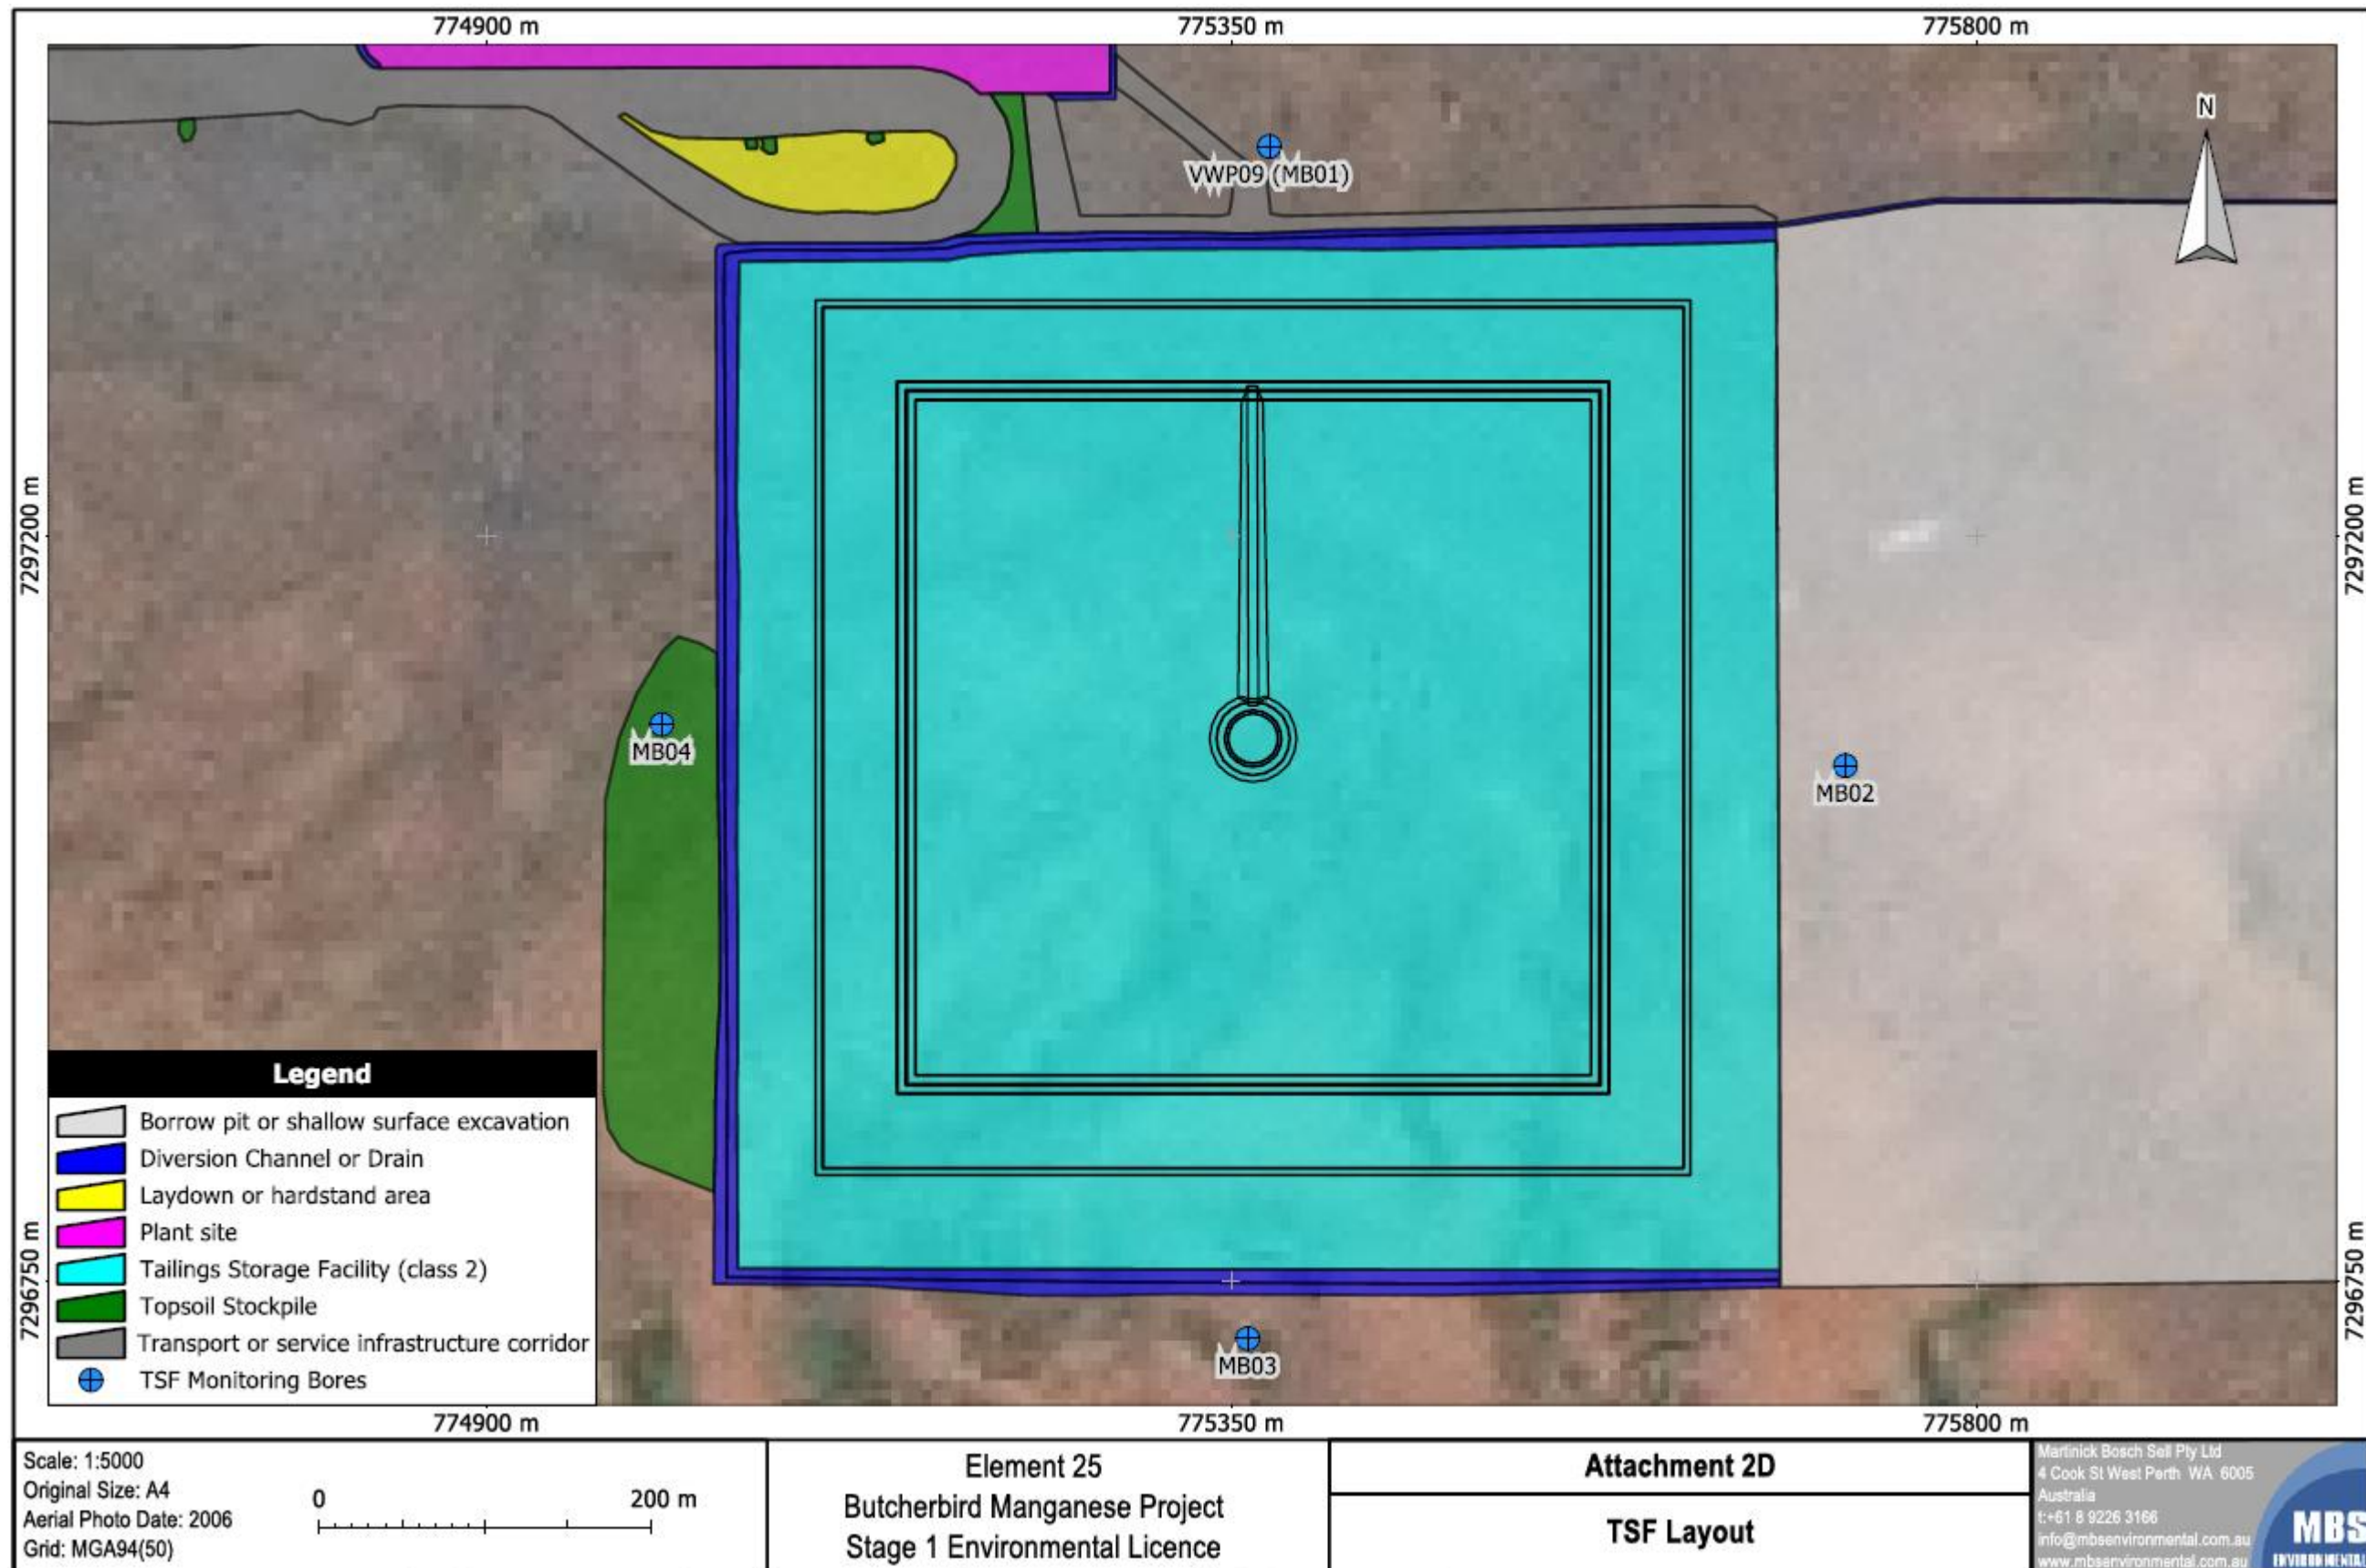 774900 m
775350 m
775800 m
N
VWP09 (MB01)
7297200 m
7297200 m
MB04
MB02
Legend
Borrow pit or shallow surface excavation
Diversion Channel or Drain
Laydown or hardstand area
Plant site
Tailings Storage Facility (class 2)
Topsoil Stockpile
Transport or service infrastructure corridor
TSF Monitoring Bores
7296750 m
7296750 m
MB03
774900 m
775350 m
775800 m
Scale: 1:5000
Original Size: A4
Aerial Photo Date: 2006
Grid: MGA94(50)
0
200 m
Element 25
Butcherbird Manganese Project
Stage 1 Environmental Licence
Attachment 2D
TSF Layout
Martinick Bosch Sell Pty Ltd
4 Cook St West Perth WA 6005
Australia
t:+61 8 9226 3166
info@mbsenvironmental.com.au
www.mbsenvironmental.com.au
MBS